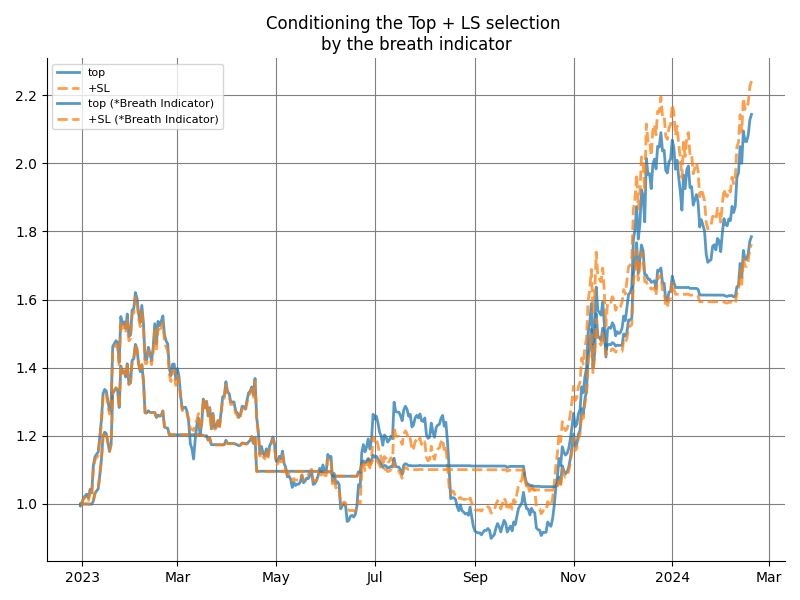 Conditioning the Top + LS selection
by the breath indicator
top
+SL
top (*Breath Indicator)
+SL (*Breath Indicator)
2.2
2.0
1.8
1.6
1.4
1.2
1.0
2023 Mar May Jul Sep Nov 2024 Mar